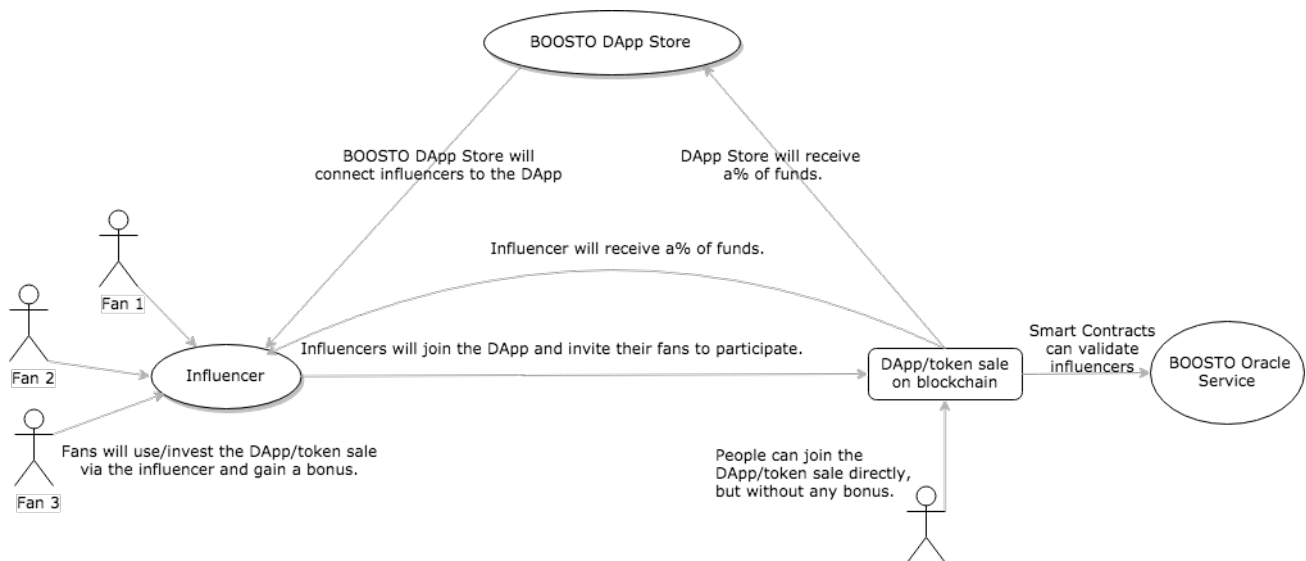 BOOSTO DApp Store
BOOSTO DApp Store will
connect influencers to the DApp
DApp Store will receive
a% of funds.
Influencer will receive a% of funds.
Fan 1
Fan 2
Fan 3
Influencer
Influencers will join the DApp and invite their fans to participate.
DApp/token sale
on blockchain
Smart Contracts
can validate
influencers
BOOSTO Oracle
Service
Fans will use/invest the DApp/token sale
via the influencer and gain a bonus.
People can join the
DApp/token sale directly,
but without any bonus.